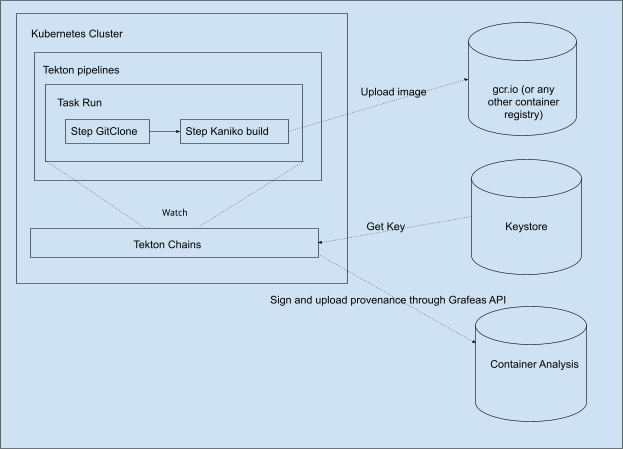 Kubernetes Cluster
Tekton pipelines
Task Run
Step GitClone
Step Kaniko build
Upload image
gcr.io (or any
other container
registry)
Watch
Tekton Chains
Get Key
Keystore
Sign and upload provenance through Grafeas API
Container Analysis